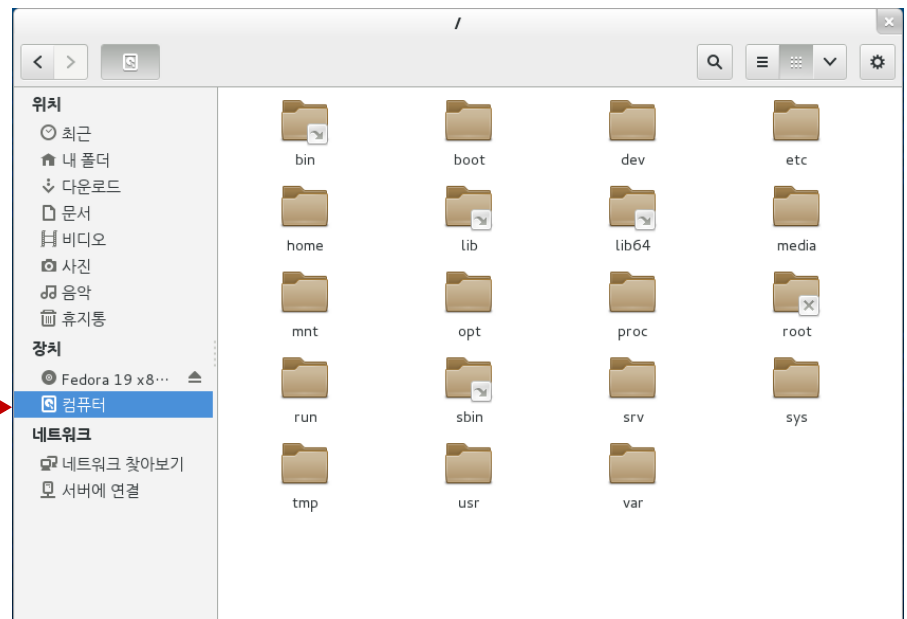 /
위치
최근
내 폴더
다운로드
문서
비디오
사진
음악
휴지통
장치
Fedora 19 x8…
컴퓨터
네트워크
네트워크 찾아보기
서버에 연결
bin boot dev etc
home lib lib64 media
mnt opt proc root
run sbin srv sys
tmp usr var